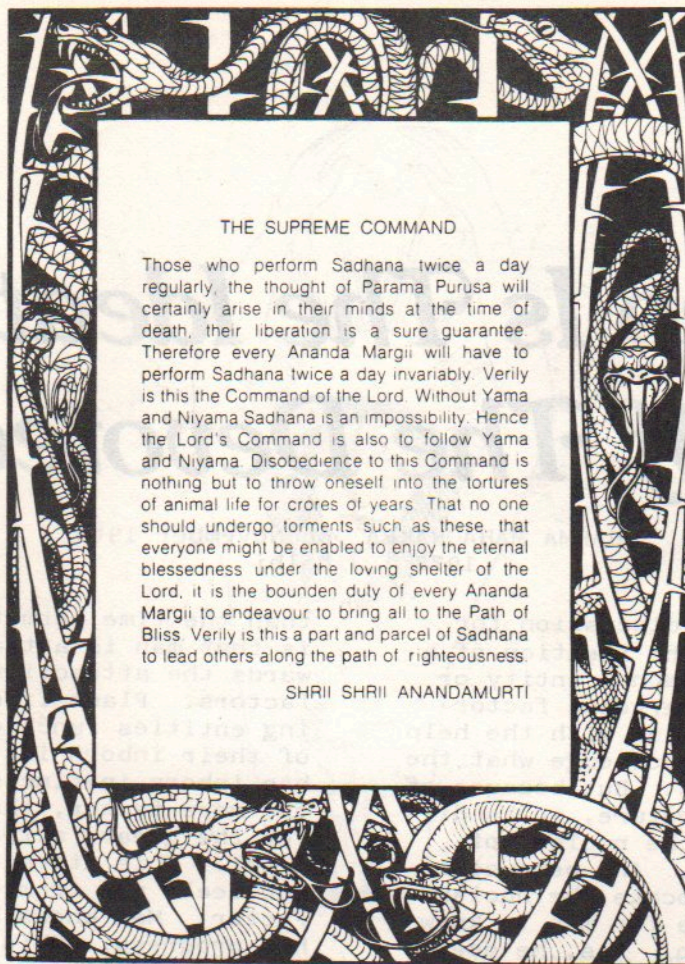 THE SUPREME COMMAND
Those who perform Sadhana twice a day
regularly, the thought of Parama Purusa will
certainly arise in their minds at the time of
death, their liberation is a sure guarantee.
Therefore every Ananda Margii will have to
perform Sadhana twice a day invariably. Verily
is this the Command of the Lord. Without Yama
and Niyama Sadhana is an impossibility. Hence
the Lord's Command is also to follow Yama
and Niyama. Disobedience to this Command is
nothing but to throw oneself into the tortures
of animal life for crores of years. That no one
should undergo torments such as these, that
everyone might be enabled to enjoy the eternal
blessedness under the loving shelter of the
Lord, it is the bounden duty of every Ananda
Margii to endeavour to bring all to the Path of
Bliss. Verily is this a part and parcel of Sadhana
to lead others along the path of righteousness.
SHRII SHRII ANANDAMURTI